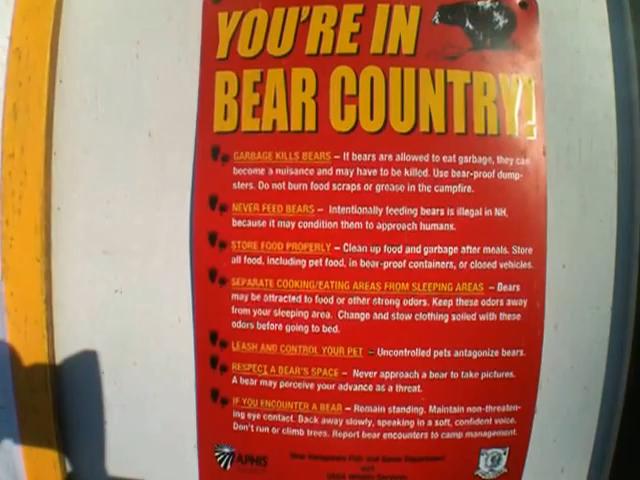 YOU'RE IN
BEAR COUNTRY!
GARBAGE KILLS BEARS – If bears are allowed to eat garbage, they can
become a nuisance and may have to be killed. Use bear-proof dump-
sters. Do not burn food scraps or grease in the campfire.
NEVER FEED BEARS – Intentionally feeding bears is illegal in NH,
because it may condition them to approach humans.
STORE FOOD PROPERLY – Clean up food and garbage after meals. Store
all food, including pet food, in bear-proof containers, or closed vehicles.
SEPARATE COOKING/EATING AREAS FROM SLEEPING AREAS – Bears
may be attracted to food or other strong odors. Keep these odors away
from your sleeping area. Change and stow clothing soiled with these
odors before going to bed.
LEASH AND CONTROL YOUR PET – Uncontrolled pets antagonize bears.
RESPECT A BEAR'S SPACE – Never approach a bear to take pictures.
A bear may perceive your advance as a threat.
IF YOU ENCOUNTER A BEAR – Remain standing. Maintain non-threaten-
ing eye contact. Back away slowly, speaking in a soft, confident voice.
Don't run or climb trees. Report bear encounters to camp management.
APHIS
New Hampshire Fish and Game Department
and
USDA Wildlife Services